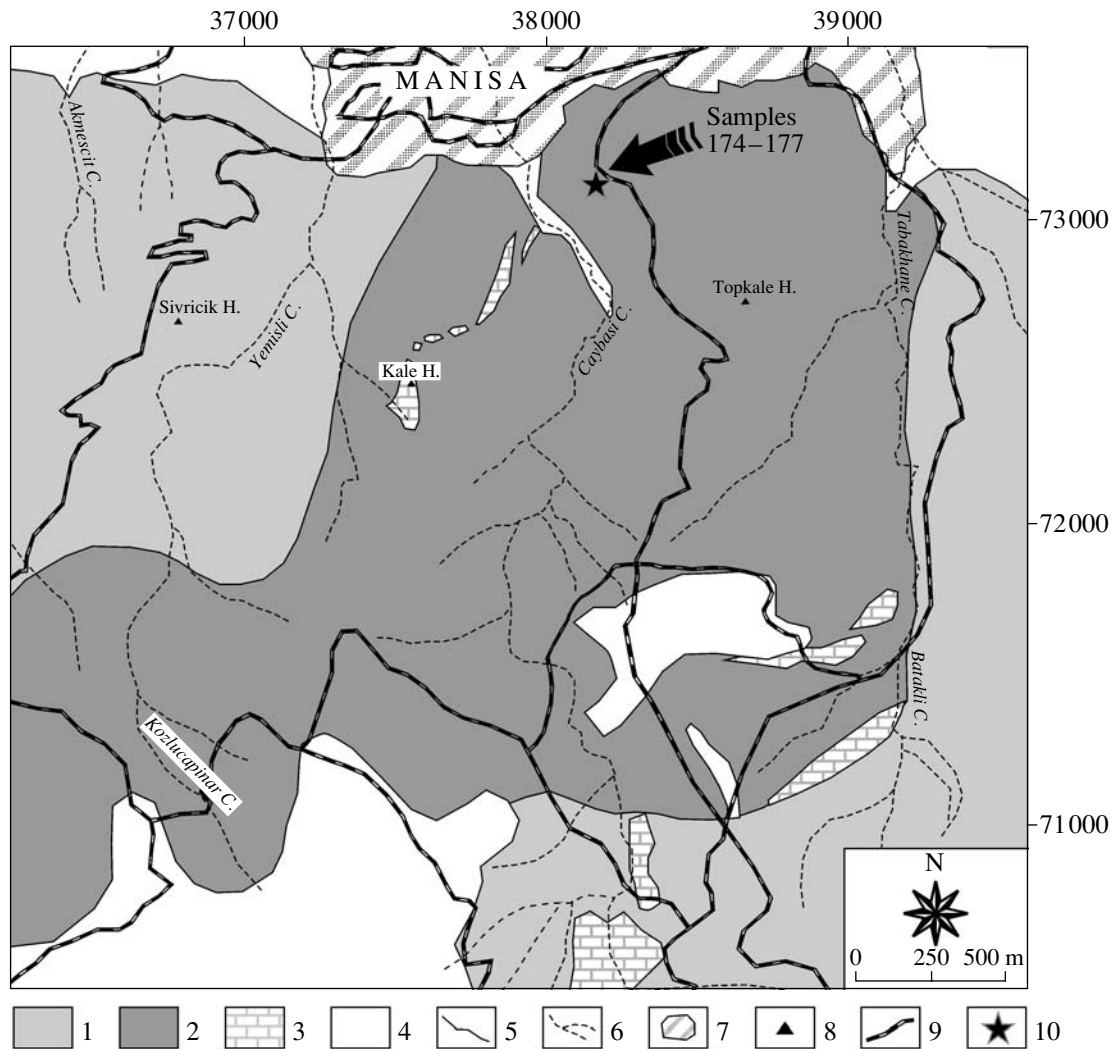 37000 38000 39000
MANISA
Akmescit C.
Samples
174–177
73000
Tabakhane C.
Topkale H.
Sivricik H.
Yemisli C.
Caybasi C.
Kale H.
72000
Batakli C.
Kozlucapinar C.
71000
N
0 250 500 m
1 2 3 4 5 6 7 8 9 10